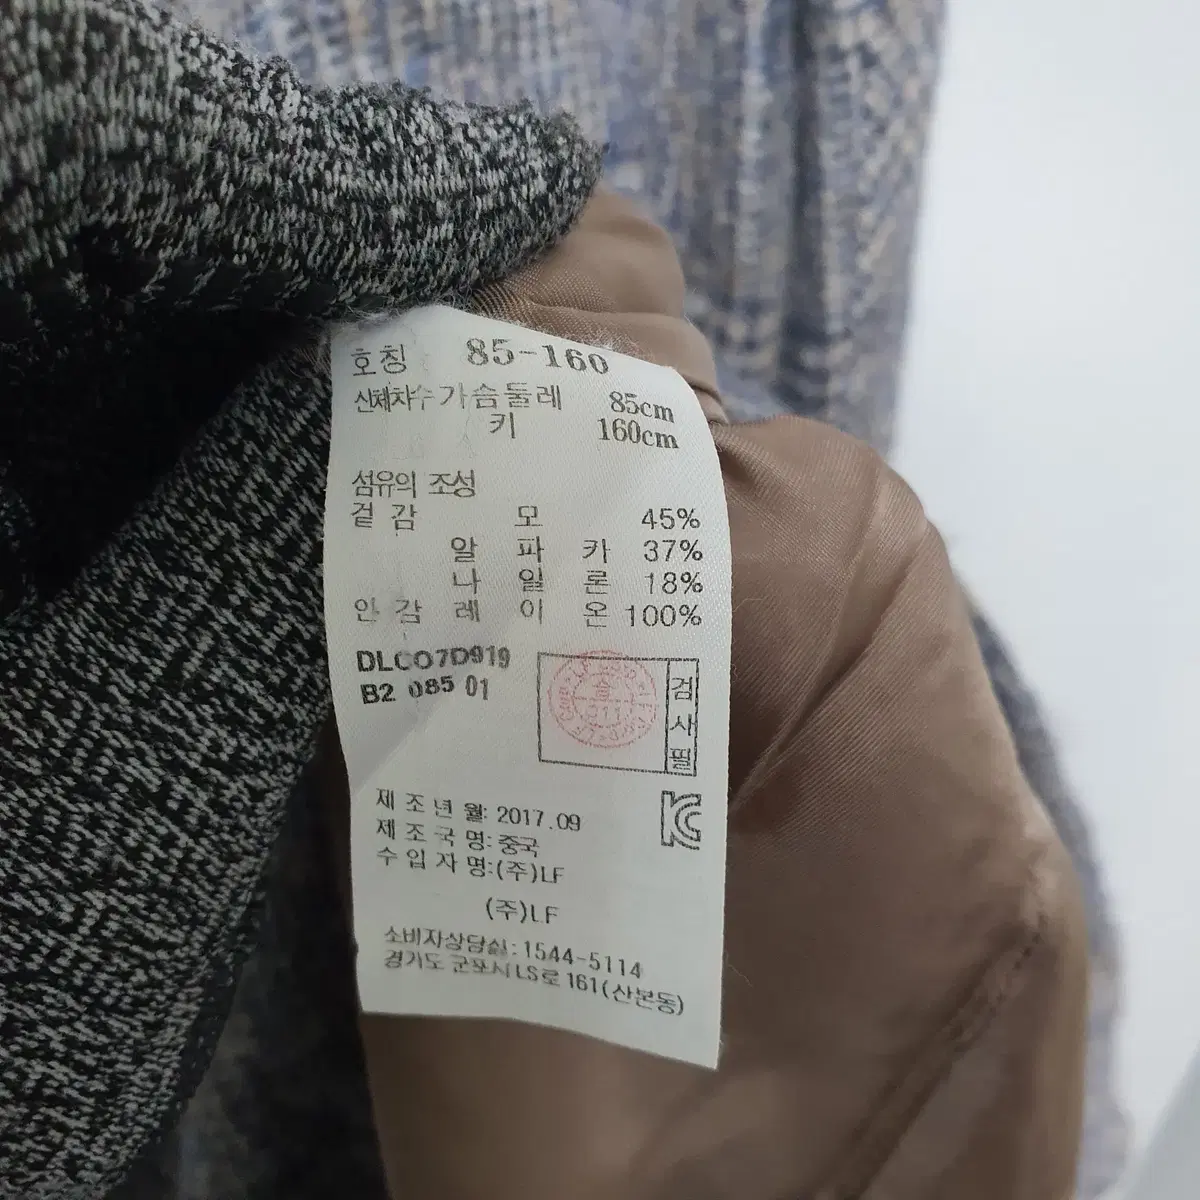 호칭 85-160
신체치수 가슴둘레 85cm
키 160cm
섬유의 조성
겉감 모 45%
알파카 37%
나일론 18%
안감 레이온 100%
DLCO7D919
B2 085 01
검사필
제조년월: 2017.09
제조국명: 중국
수입자명:(주)LF
(주)LF
소비자상담실: 1544-5114
경기도 군포시 LS로 161(산본동)